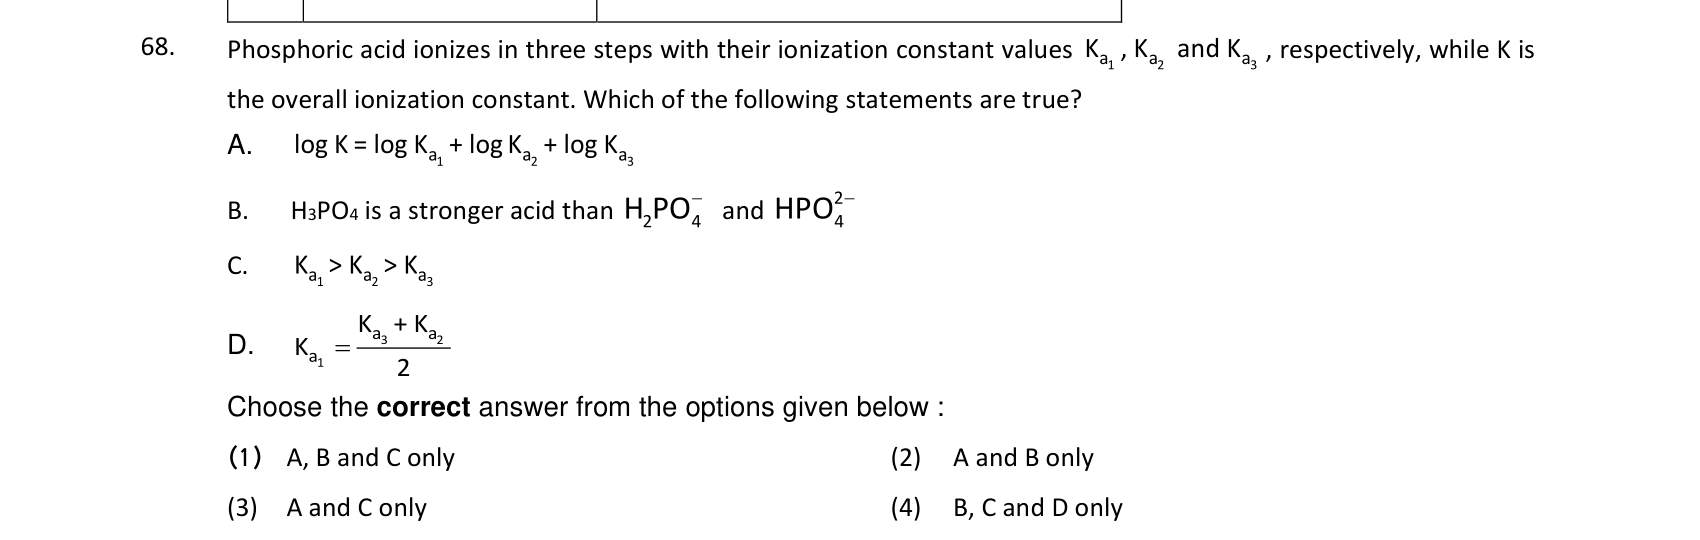 68. Phosphoric acid ionizes in three steps with their ionization constant values Kₐ₁ , Kₐ₂ and Kₐ₃ , respectively, while K is
the overall ionization constant. Which of the following statements are true?
A. log K = log Kₐ₁ + log Kₐ₂ + log Kₐ₃
B. H₃PO₄ is a stronger acid than H₂PO₄⁻ and HPO₄²⁻
C. Kₐ₁ > Kₐ₂ > Kₐ₃
D. Kₐ₁ = (Kₐ₃ + Kₐ₂) / 2
Choose the correct answer from the options given below :
(1) A, B and C only (2) A and B only
(3) A and C only (4) B, C and D only